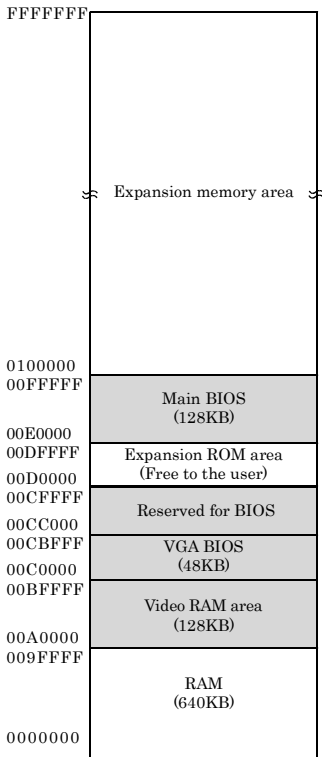 FFFFFFF
Expansion memory area
0100000
00FFFFF
Main BIOS
(128KB)
00E0000
00DFFFF
Expansion ROM area
(Free to the user)
00D0000
00CFFFF
Reserved for BIOS
00CC000
00CBFFF
VGA BIOS
(48KB)
00C0000
00BFFFF
Video RAM area
(128KB)
00A0000
009FFFF
RAM
(640KB)
0000000